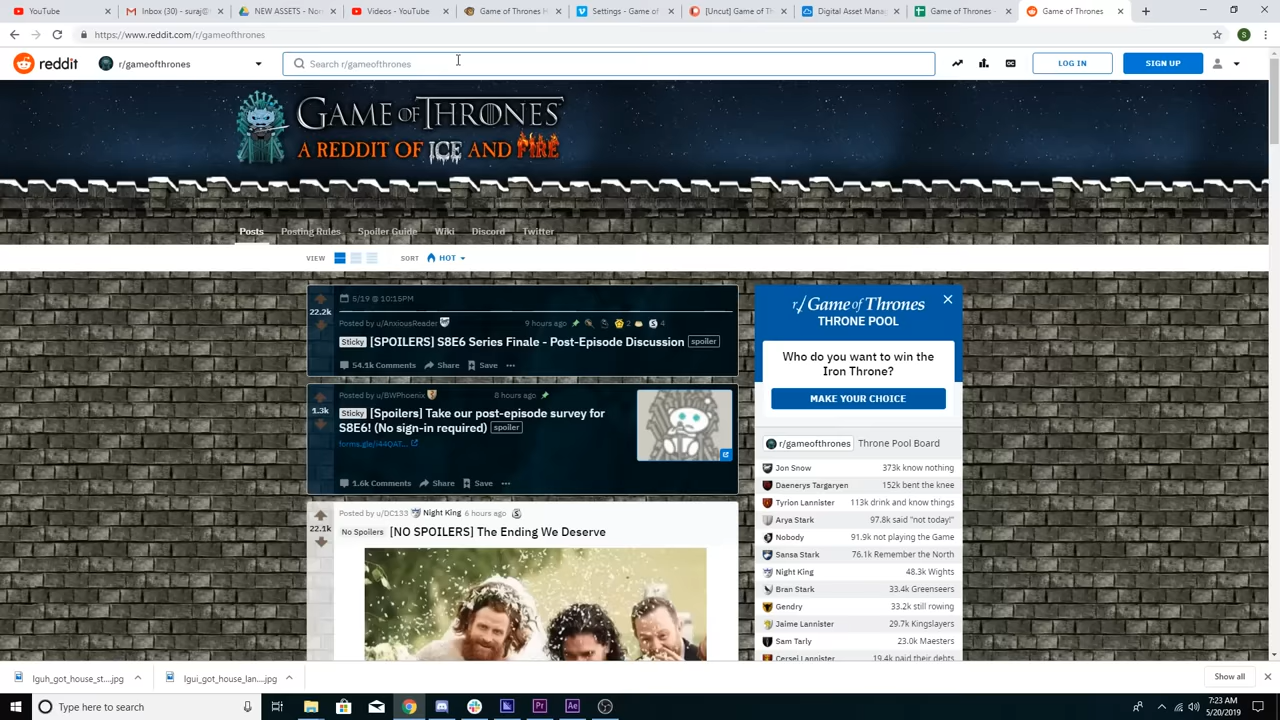 YouTube
Inbox (30) - suraj@
NEW ASSETS - No
Videos - YouTube
Game of Thrones H
Settings - Game of
[Uncut] Game of Th
Digital Asset Mana
Game of Thrones -
Game of Thrones
https://www.reddit.com/r/gameofthrones
S
reddit
r/gameofthrones
Search r/gameofthrones
LOG IN
SIGN UP
GAME OF THRONES
A REDDIT OF ICE AND FIRE
Posts
Posting Rules
Spoiler Guide
Wiki
Discord
Twitter
VIEW
SORT
HOT
22.2k
5/19 @ 10:15PM
Posted by u/AnxiousReader
9 hours ago
2
4
Sticky [SPOILERS] S8E6 Series Finale - Post-Episode Discussion spoiler
54.1k Comments
Share
Save
1.3k
Posted by u/BWPhoenix
8 hours ago
Sticky [Spoilers] Take our post-episode survey for
S8E6! (No sign-in required) spoiler
forms.gle/i44QAT...
1.6k Comments
Share
Save
22.1k
Posted by u/DC133 Night King 6 hours ago
No Spoilers [NO SPOILERS] The Ending We Deserve
r/Game of Thrones
THRONE POOL
Who do you want to win the
Iron Throne?
MAKE YOUR CHOICE
r/gameofthrones Throne Pool Board
Jon Snow 373k know nothing
Daenerys Targaryen 152k bent the knee
Tyrion Lannister 113k drink and know things
Arya Stark 97.8k said "not today!"
Nobody 91.9k not playing the Game
Sansa Stark 76.1k Remember the North
Night King 48.3k Wights
Bran Stark 33.4k Greenseers
Gendry 33.2k still rowing
Jaime Lannister 29.7k Kingslayers
Sam Tarly 23.0k Maesters
Cersei Lannister 19.4k paid their debts
lguh_got_house_st....jpg
lgui_got_house_lan....jpg
Show all
Type here to search
Pr
Ae
7:23 AM
5/20/2019